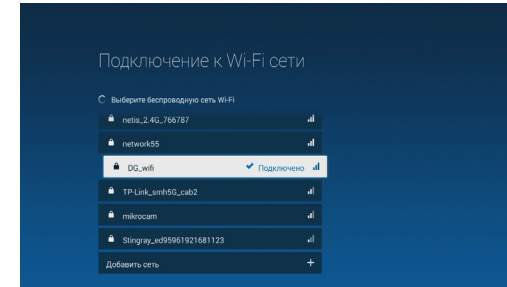 Подключение к Wi-Fi сети
Выберите беспроводную сеть Wi-Fi
netis_2.4G_766787
network55
DG_wifi Подключено
TP-Link_smh5G_cab2
mikrocam
Stingray_ed95961921681123
Добавить сеть +